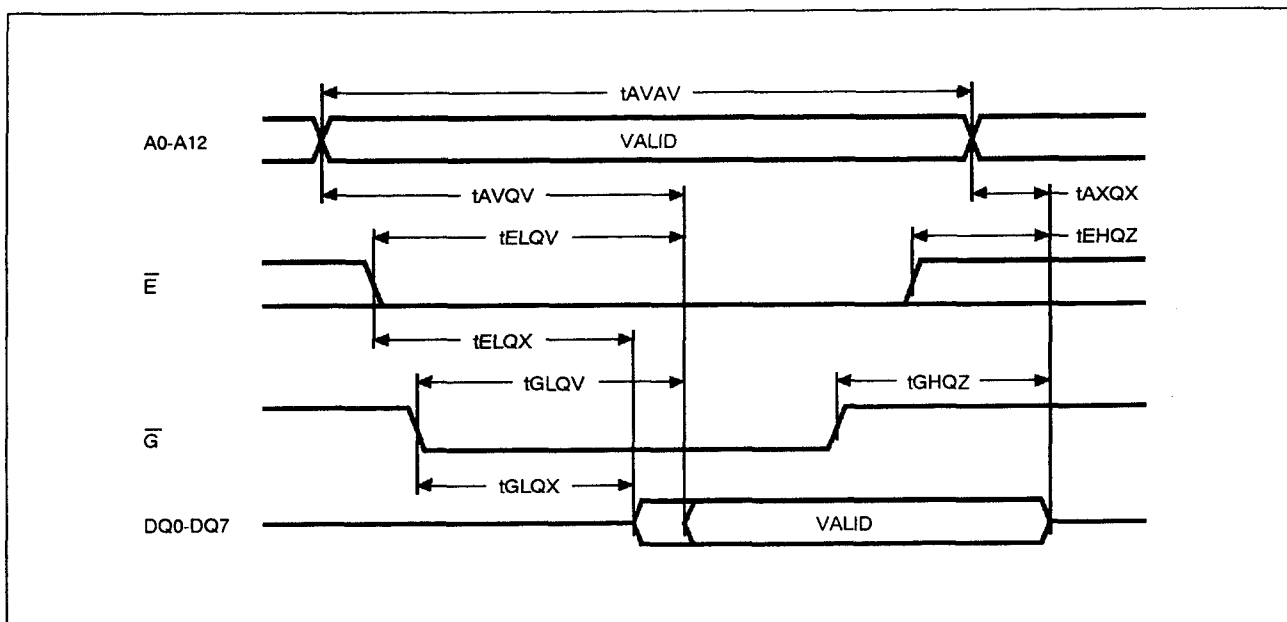 tAVAV
A0-A12
VALID
tAVQV
tAXQX
tELQV
tEHQZ
E̅
tELQX
tGLQV
tGHQZ
G̅
tGLQX
DQ0-DQ7
VALID